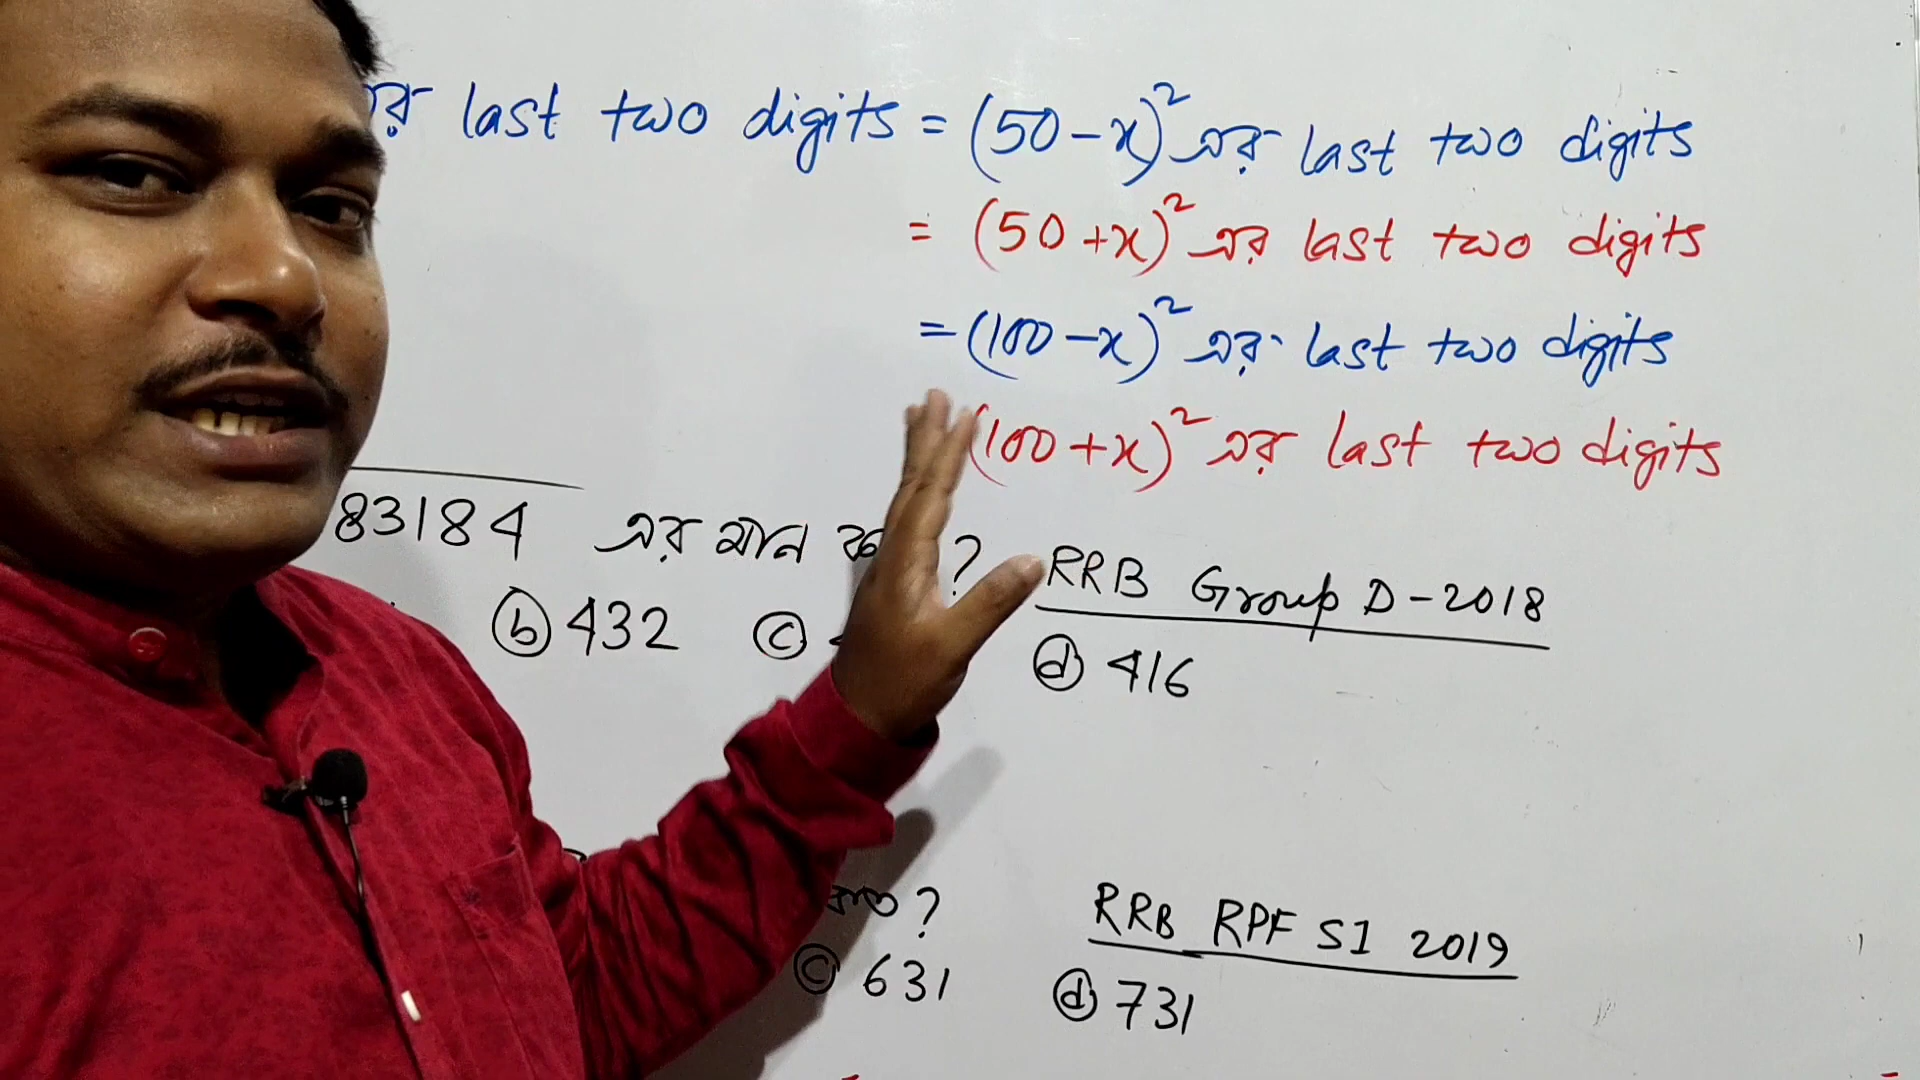 এর last two digits = (50-x)² এর last two digits
= (50+x)² এর last two digits
= (100-x)² এর last two digits
(100+x)² এর last two digits
83184 এর মান ?
RRB Group D-2018
ⓑ 432 ⓒ 4 ⓓ 416
কত ?
RRB RPF SI 2019
ⓒ 631 ⓓ 731